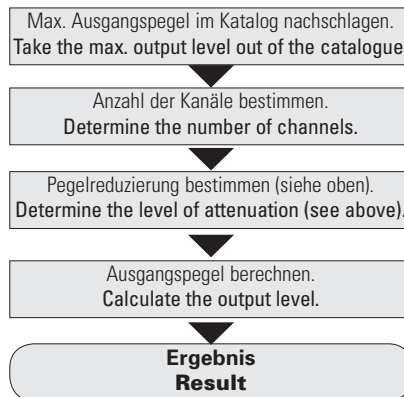 Max. Ausgangspegel im Katalog nachschlagen.
Take the max. output level out of the catalogue
Anzahl der Kanäle bestimmen.
Determine the number of channels.
Pegelreduzierung bestimmen (siehe oben).
Determine the level of attenuation (see above).
Ausgangspegel berechnen.
Calculate the output level.
Ergebnis
Result